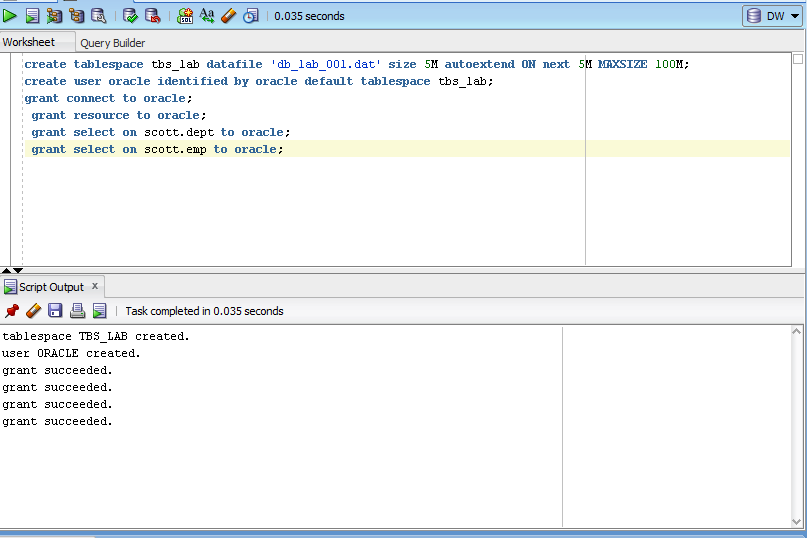 SQL Aa 0.035 seconds DW
Worksheet Query Builder
create tablespace tbs_lab datafile 'db_lab_001.dat' size 5M autoextend ON next 5M MAXSIZE 100M;
create user oracle identified by oracle default tablespace tbs_lab;
grant connect to oracle;
grant resource to oracle;
grant select on scott.dept to oracle;
grant select on scott.emp to oracle;
Script Output x
Task completed in 0.035 seconds
tablespace TBS_LAB created.
user ORACLE created.
grant succeeded.
grant succeeded.
grant succeeded.
grant succeeded.